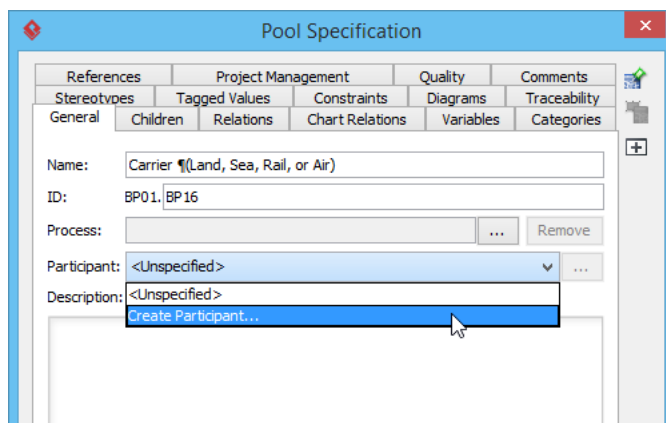 Pool Specification
References Project Management Quality Comments
Stereotypes Tagged Values Constraints Diagrams Traceability
General Children Relations Chart Relations Variables Categories
Name: Carrier ¶(Land, Sea, Rail, or Air)
ID: BP01. BP16
Process: ... Remove
Participant: <Unspecified> ...
Description: <Unspecified>
Create Participant...